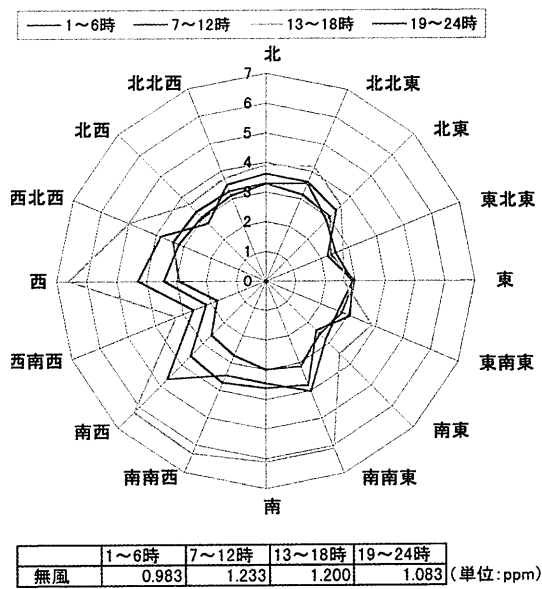 1～6時 7～12時 13～18時 19～24時
北
北北西 北北東
7
6
北西 北東
5
4
西北西 東北東
3
2
1
西 0 東
西南西 東南東
南西 南東
南南西 南南東
南
1～6時 7～12時 13～18時 19～24時
無風 0.983 1.233 1.200 1.083 (単位:ppm)